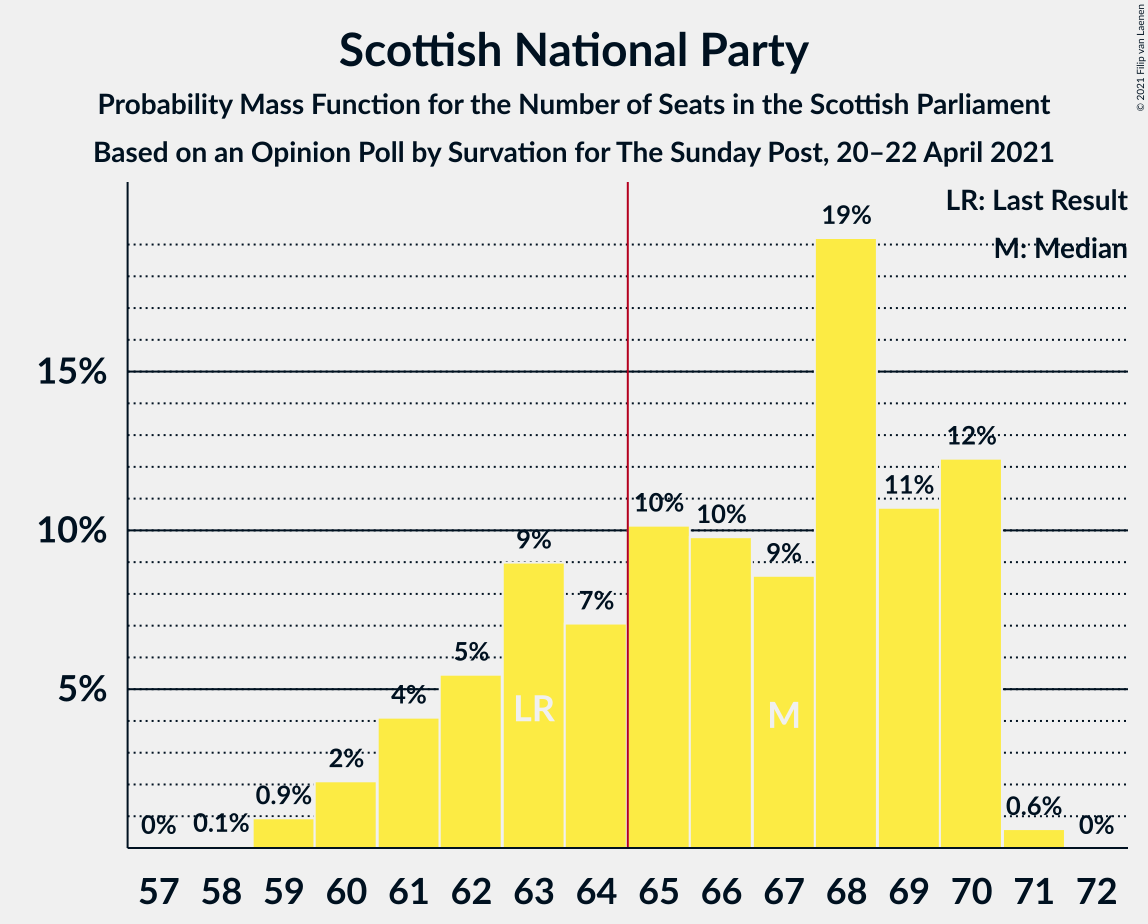 Scottish National Party
Probability Mass Function for the Number of Seats in the Scottish Parliament
Based on an Opinion Poll by Survation for The Sunday Post, 20–22 April 2021
© 2021 Filip van Laenen
LR: Last Result
M: Median
15%
10%
5%
0%
0.1%
0.9%
2%
4%
5%
9%
7%
10%
10%
9%
19%
11%
12%
0.6%
0%
LR
M
57 58 59 60 61 62 63 64 65 66 67 68 69 70 71 72